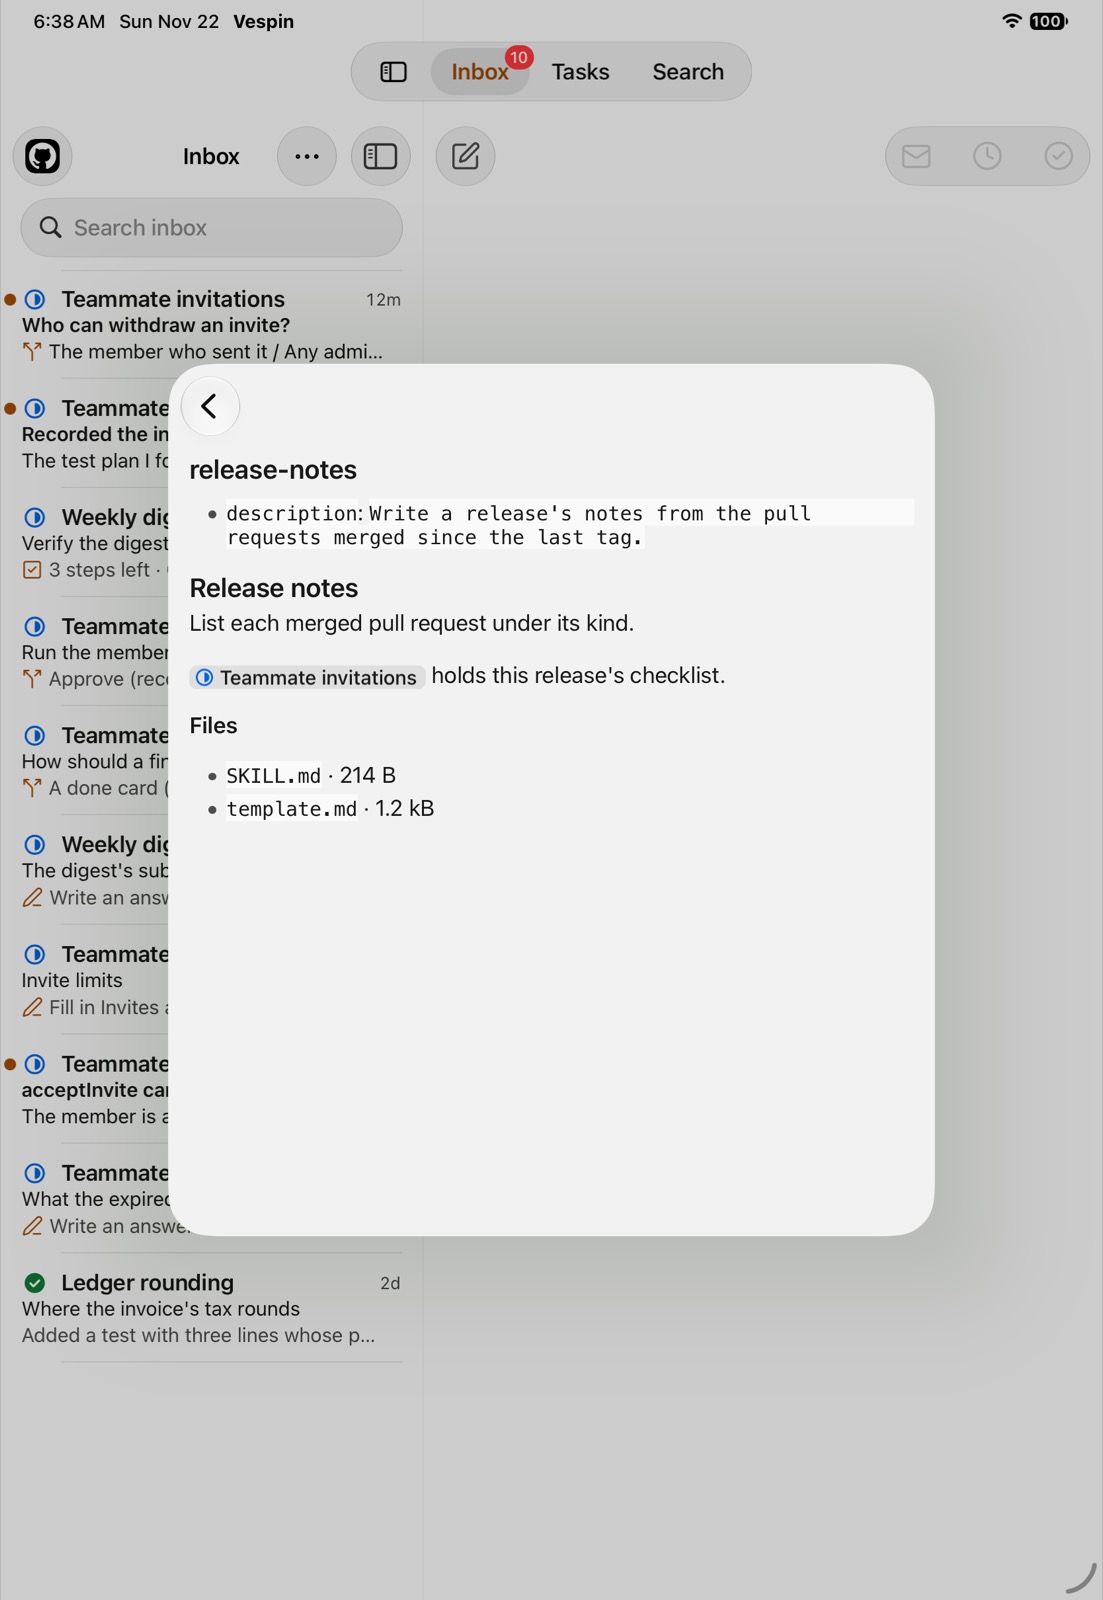 6:38 AM Sun Nov 22 Vespin
100
Inbox 10 Tasks Search
Inbox
Search inbox
Teammate invitations 12m
Who can withdraw an invite?
The member who sent it / Any admi...
Teammate
Recorded the in
The test plan I fo
Weekly dig
Verify the digest
3 steps left ·
Teammate
Run the member
Approve (rec
Teammate
How should a fin
A done card (
Weekly dig
The digest's sub
Write an answ
Teammate
Invite limits
Fill in Invites a
Teammate
acceptInvite ca
The member is a
Teammate
What the expired
Write an answe
Ledger rounding 2d
Where the invoice's tax rounds
Added a test with three lines whose p...
release-notes
• description: Write a release's notes from the pull
requests merged since the last tag.
Release notes
List each merged pull request under its kind.
Teammate invitations holds this release's checklist.
Files
• SKILL.md · 214 B
• template.md · 1.2 kB